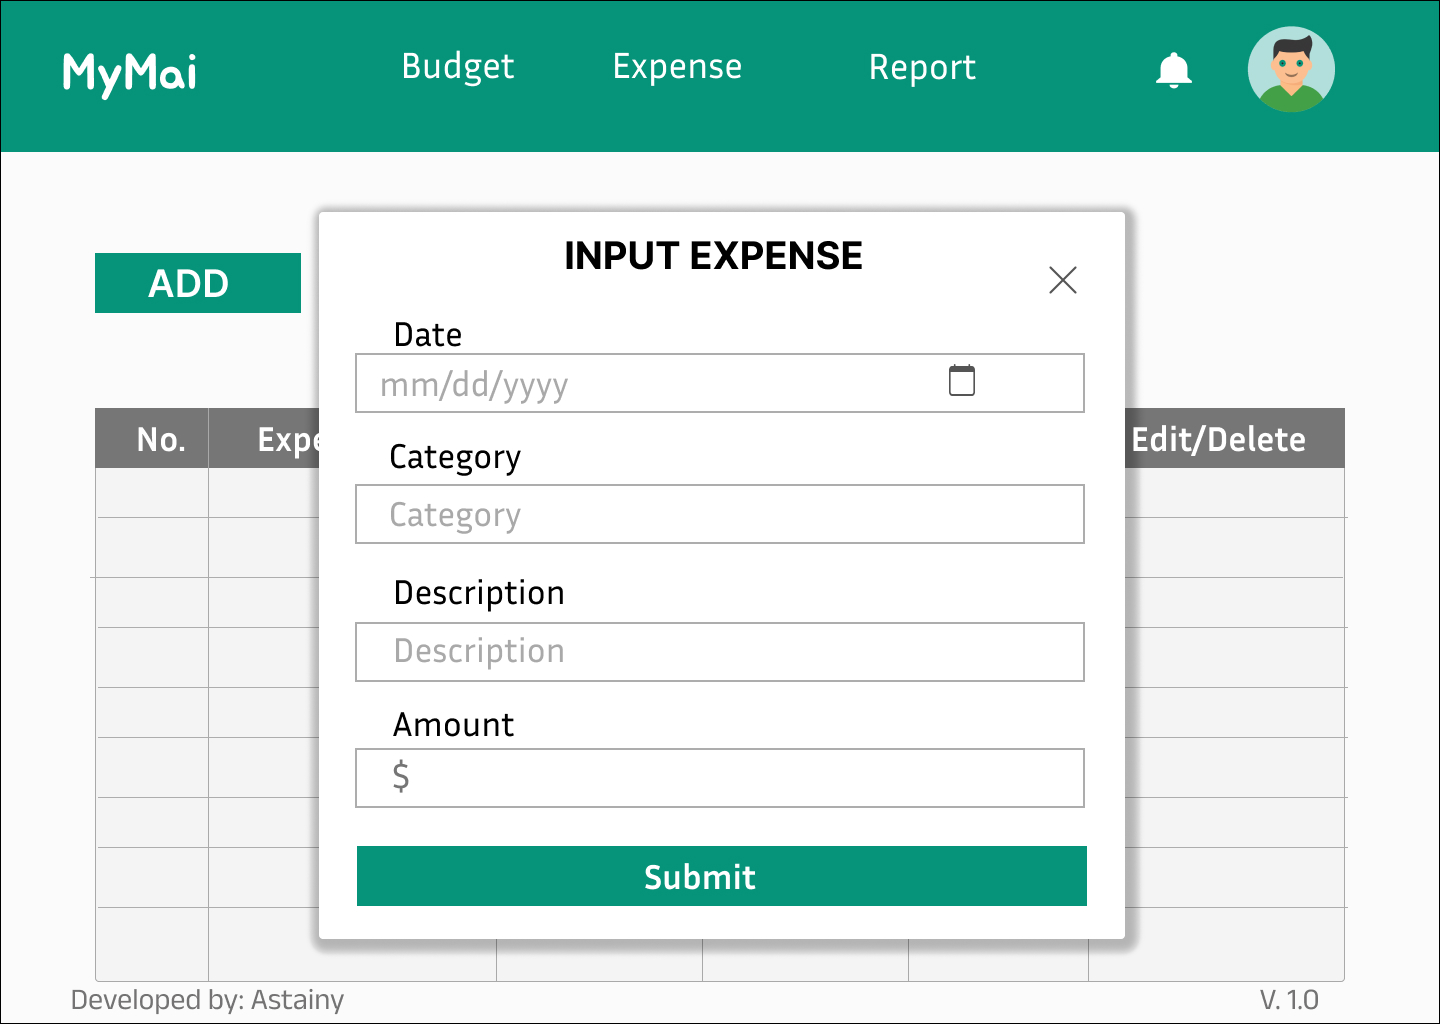 MyMai
Budget
Expense
Report
INPUT EXPENSE
ADD
Date
mm/dd/yyyy
No.
Expe
Edit/Delete
Category
Category
Description
Description
Amount
$
Submit
Developed by: Astainy
V. 1.0